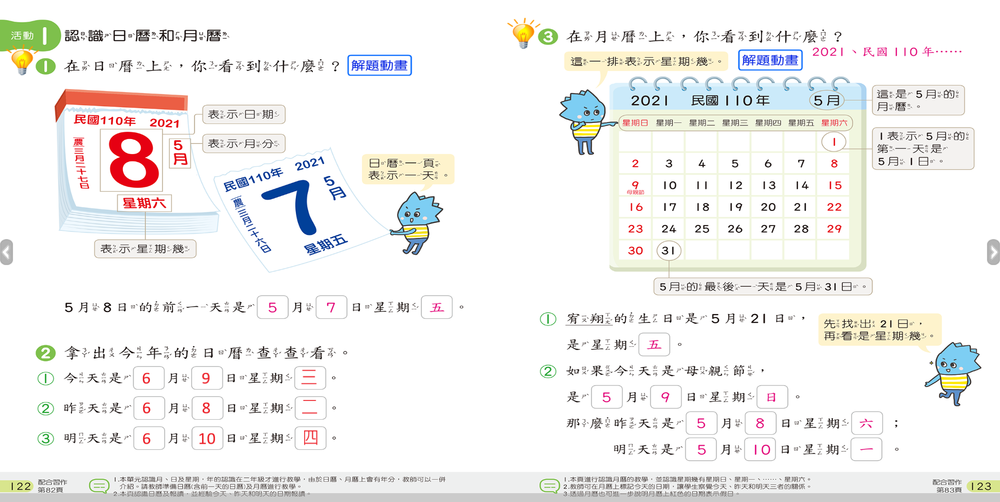 活動 1 認識日曆和月曆
1 在日曆上，你看到什麼？ 解題動畫
民國110年 2021
農三月二十七日
8
5月
星期六
表示日期
表示月分
表示星期幾
民國110年 2021
農三月二十六日
7
5月
星期五
日曆一頁
表示一天。
5月8日的前一天是 5 月 7 日星期 五 。
2 拿出今年的日曆查查看。
① 今天是 6 月 9 日星期 三 。
② 昨天是 6 月 8 日星期 二 。
③ 明天是 6 月 10 日星期 四 。
122 配合習作
第82頁
1.本單元認識月、日及星期，年的認識在二年級才進行教學，由於日曆、月曆上會有年分，教師可以一併
介紹。請教師準備日曆(含前一天的日曆)及月曆進行教學。
2.本頁認識日曆及報讀，並經驗今天、昨天和明天的日期報讀。
3 在月曆上，你看到什麼？
2021、民國110年……
這一排表示星期幾。
解題動畫
2021 民國110年 5月
這是5月的
月曆。
星期日 星期一 星期二 星期三 星期四 星期五 星期六
1
1表示5月的
第一天是
5月1日。
2 3 4 5 6 7 8
9 10 11 12 13 14 15
母親節
16 17 18 19 20 21 22
23 24 25 26 27 28 29
30 31
5月的最後一天是5月31日。
① 宥翔的生日是5月21日，
是星期 五 。
先找出21日，
再看是星期幾。
② 如果今天是母親節，
是 5 月 9 日星期 日 。
那麼昨天是 5 月 8 日星期 六 ；
明天是 5 月 10 日星期 一 。
1.本頁進行認識月曆的教學，並認識星期幾有星期日、星期一、……、星期六。
2.教師可在月曆上標記今天的日期，讓學生察覺今天、昨天和明天三者的關係。
3.透過月曆也可進一步說明月曆上紅色的日期表示假日。
配合習作
第83頁 123